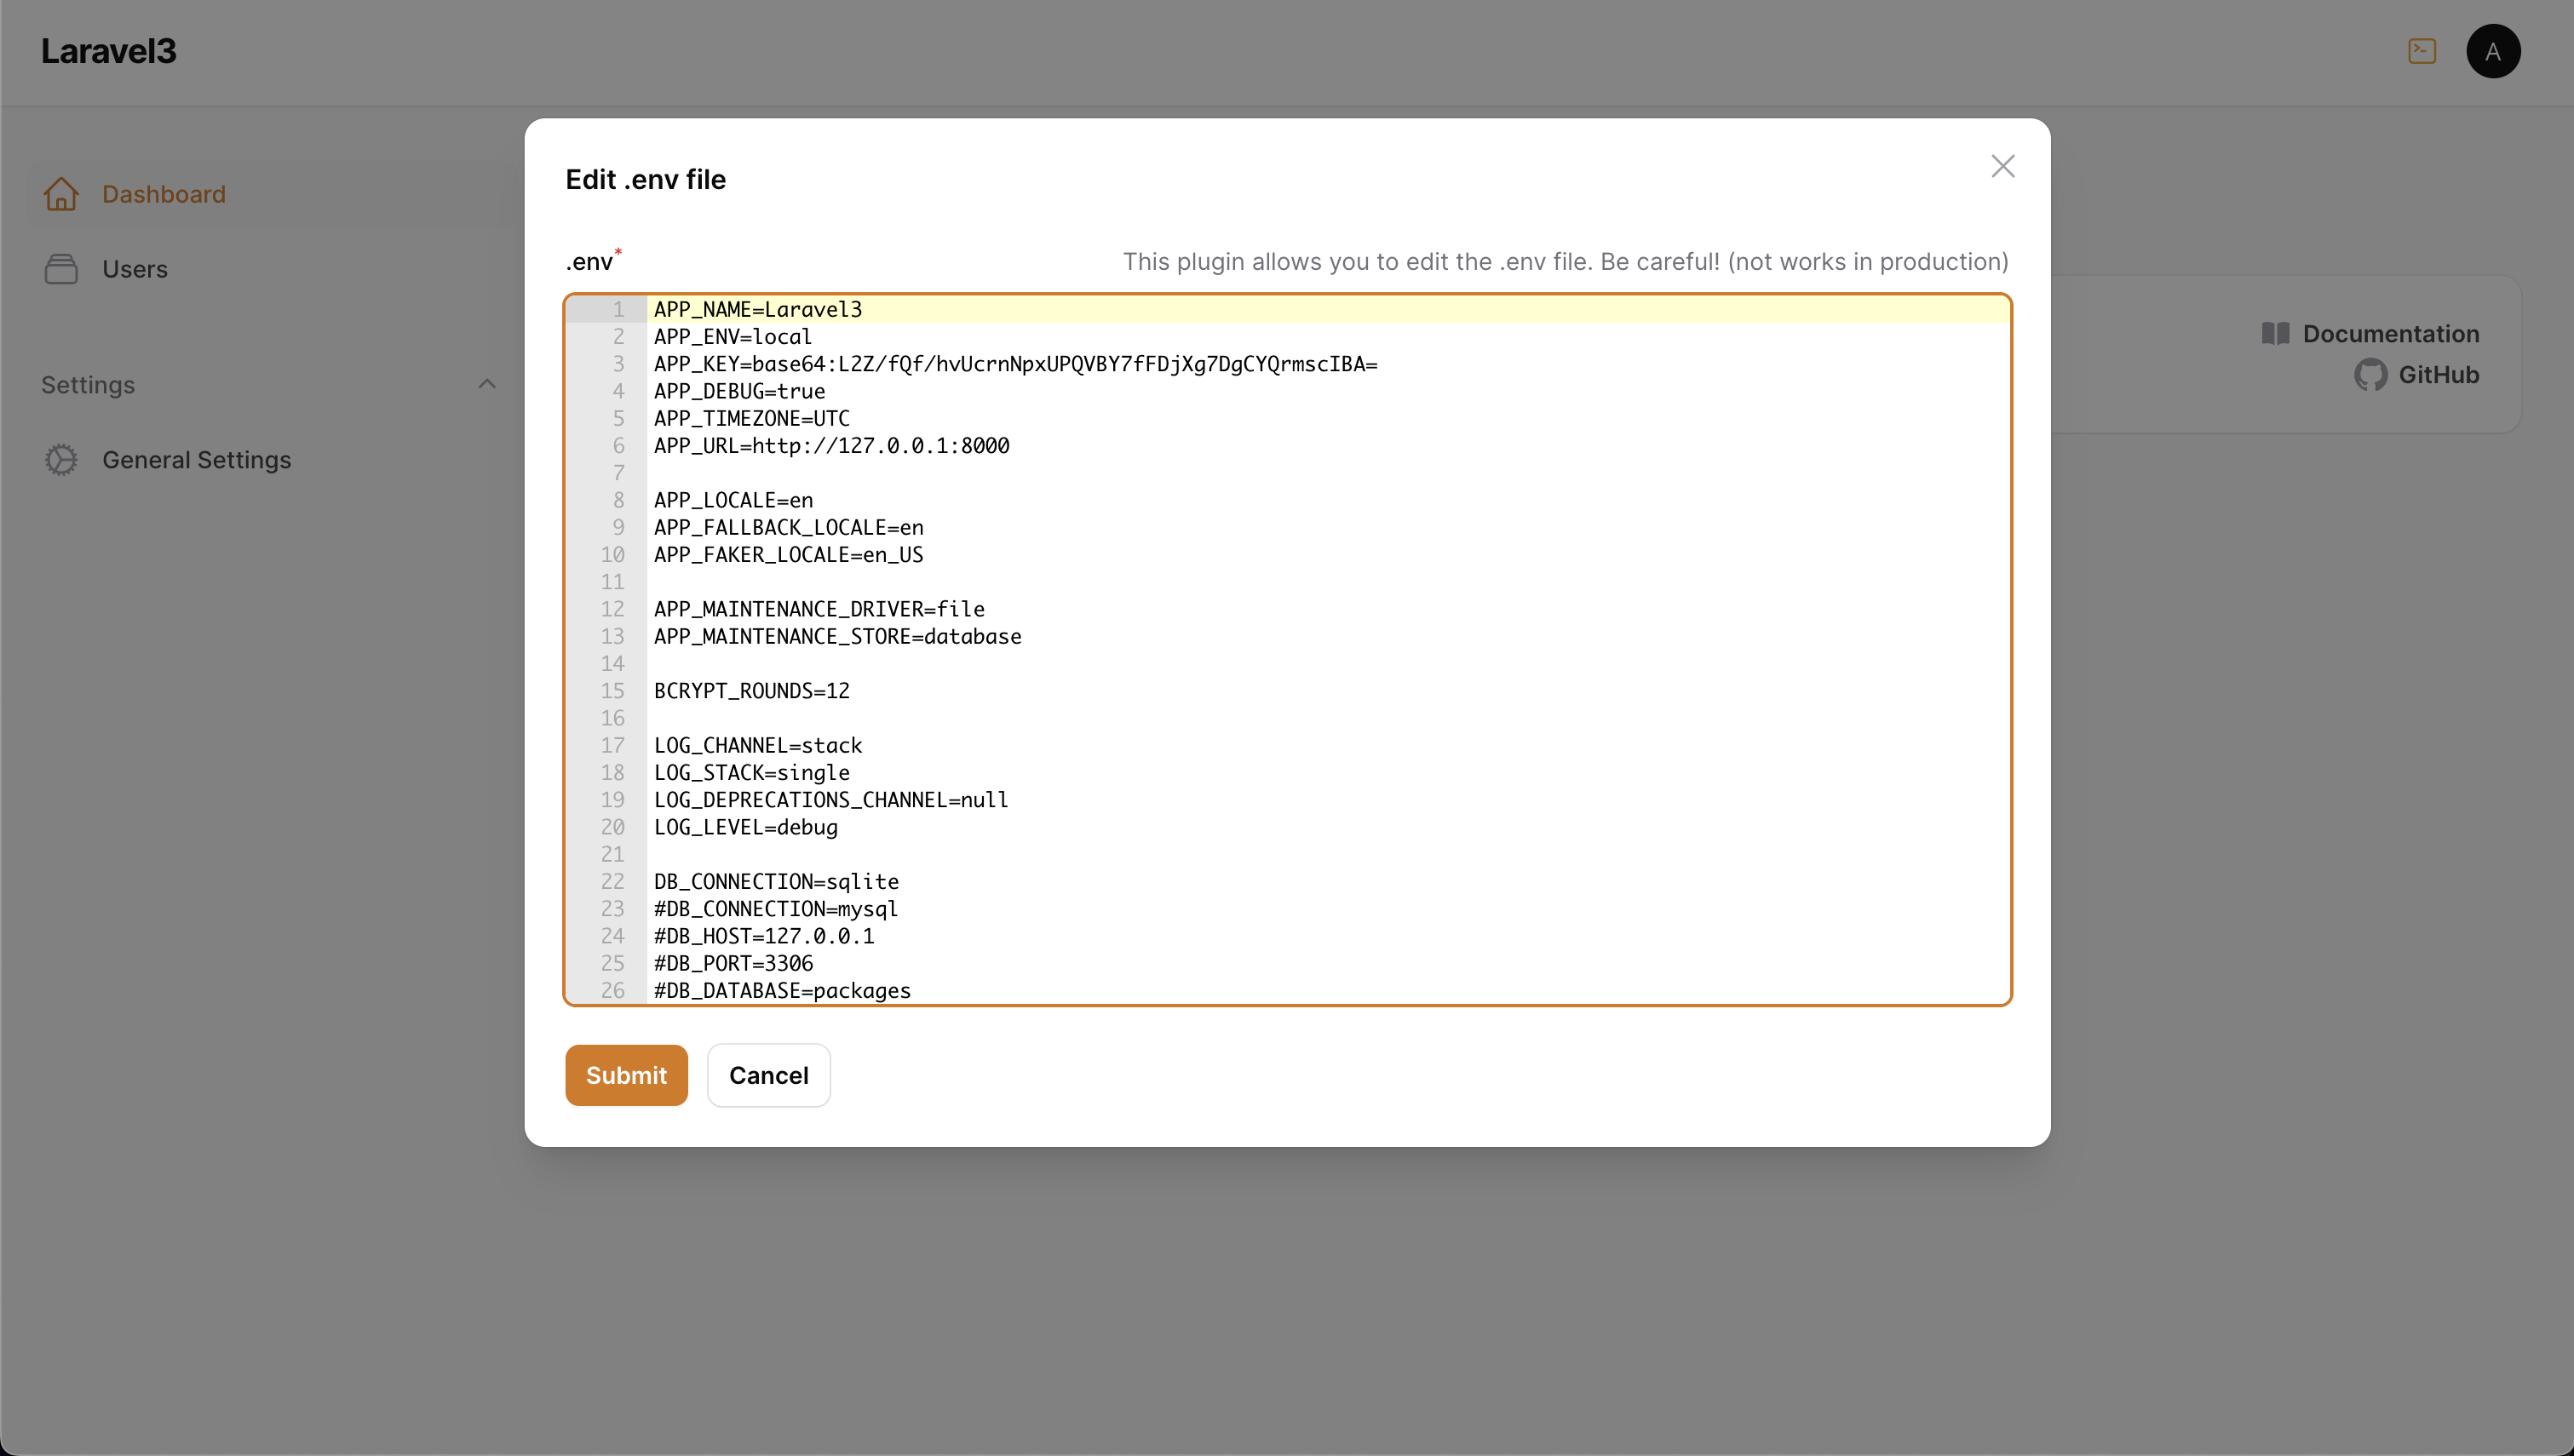 Laravel3
A
Dashboard
Users
Settings
General Settings
Edit .env file
.env*
This plugin allows you to edit the .env file. Be careful! (not works in production)
1 APP_NAME=Laravel3
2 APP_ENV=local
3 APP_KEY=base64:L2Z/fQf/hvUcrnNpxUPQVBY7fFDjXg7DgCYQrmscIBA=
4 APP_DEBUG=true
5 APP_TIMEZONE=UTC
6 APP_URL=http://127.0.0.1:8000
7
8 APP_LOCALE=en
9 APP_FALLBACK_LOCALE=en
10 APP_FAKER_LOCALE=en_US
11
12 APP_MAINTENANCE_DRIVER=file
13 APP_MAINTENANCE_STORE=database
14
15 BCRYPT_ROUNDS=12
16
17 LOG_CHANNEL=stack
18 LOG_STACK=single
19 LOG_DEPRECATIONS_CHANNEL=null
20 LOG_LEVEL=debug
21
22 DB_CONNECTION=sqlite
23 #DB_CONNECTION=mysql
24 #DB_HOST=127.0.0.1
25 #DB_PORT=3306
26 #DB_DATABASE=packages
Submit
Cancel
Documentation
GitHub